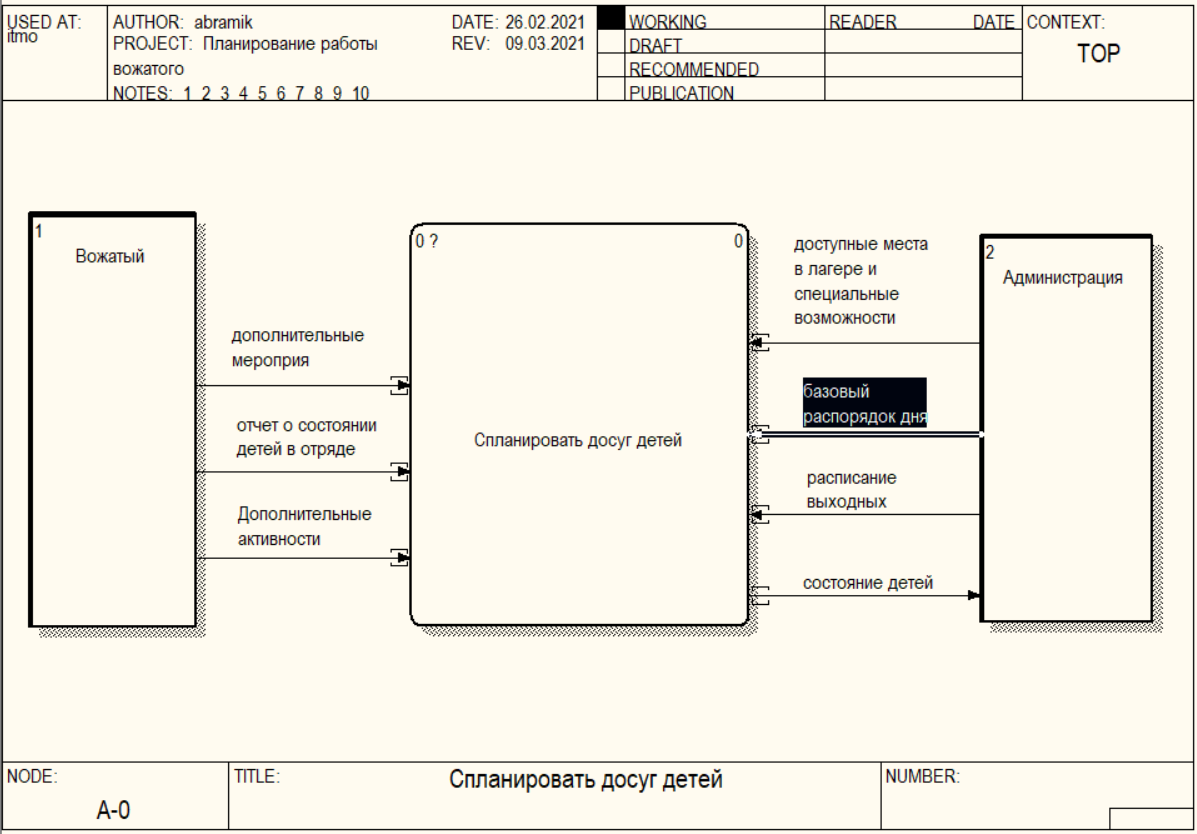 USED AT:
itmo
AUTHOR: abramik
DATE: 26.02.2021
PROJECT: Планирование работы
вожатого
REV: 09.03.2021
NOTES: 1 2 3 4 5 6 7 8 9 10
WORKING
DRAFT
RECOMMENDED
PUBLICATION
READER
DATE
CONTEXT:
TOP
1
Вожатый
дополнительные
мероприя
отчет о состоянии
детей в отряде
Дополнительные
активности
0 ?
0
Спланировать досуг детей
доступные места
в лагере и
специальные
возможности
базовый
распорядок дня
расписание
выходных
состояние детей
2
Администрация
NODE:
A-0
TITLE:
Спланировать досуг детей
NUMBER: